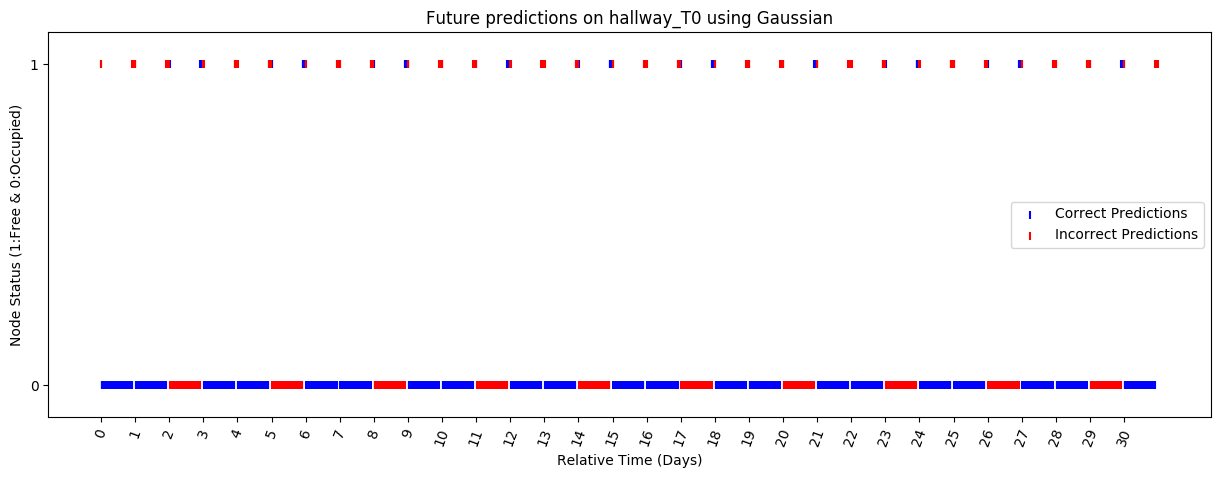 Future predictions on hallway_T0 using Gaussian
Node Status (1:Free & 0:Occupied)
1
0
Correct Predictions
Incorrect Predictions
0 1 2 3 4 5 6 7 8 9 10 11 12 13 14 15 16 17 18 19 20 21 22 23 24 25 26 27 28 29 30
Relative Time (Days)